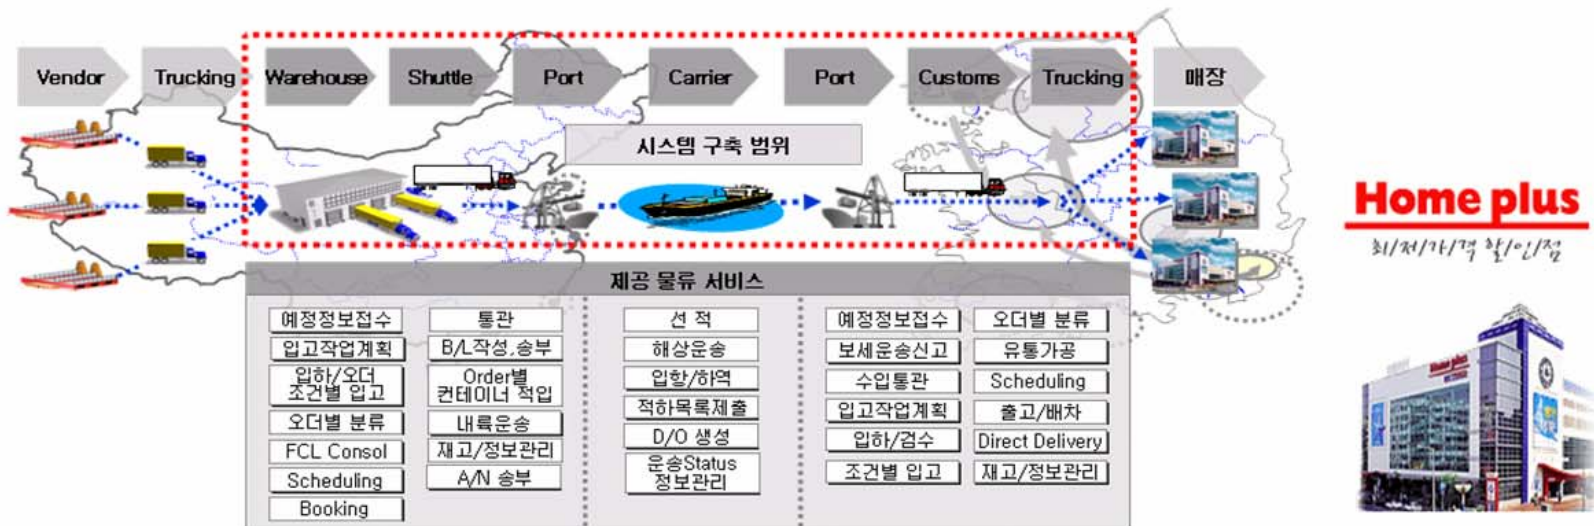 Vendor
Trucking
Warehouse
Shuttle
Port
Carrier
Port
Customs
Trucking
매장
시스템 구축 범위
Home plus
최/저/가/격 할/인/점
제공 물류 서비스
예정정보접수
입고작업계획
입하/오더
조건별 입고
오더별 분류
FCL Consol
Scheduling
Booking
통관
B/L작성,송부
Order별
컨테이너 적입
내륙운송
재고/정보관리
A/N 송부
선 적
해상운송
입항/하역
적하목록제출
D/O 생성
운송Status
정보관리
예정정보접수
보세운송신고
수입통관
입고작업계획
입하/검수
조건별 입고
오더별 분류
유통가공
Scheduling
출고/배차
Direct Delivery
재고/정보관리
Home plus